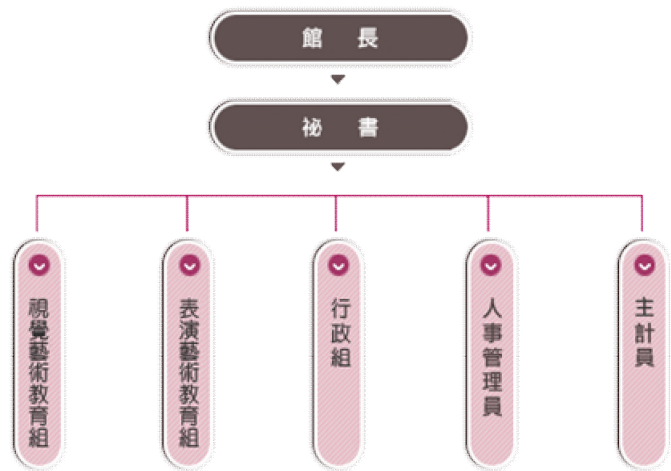 館 長
祕 書
視覺藝術教育組
表演藝術教育組
行政組
人事管理員
主計員